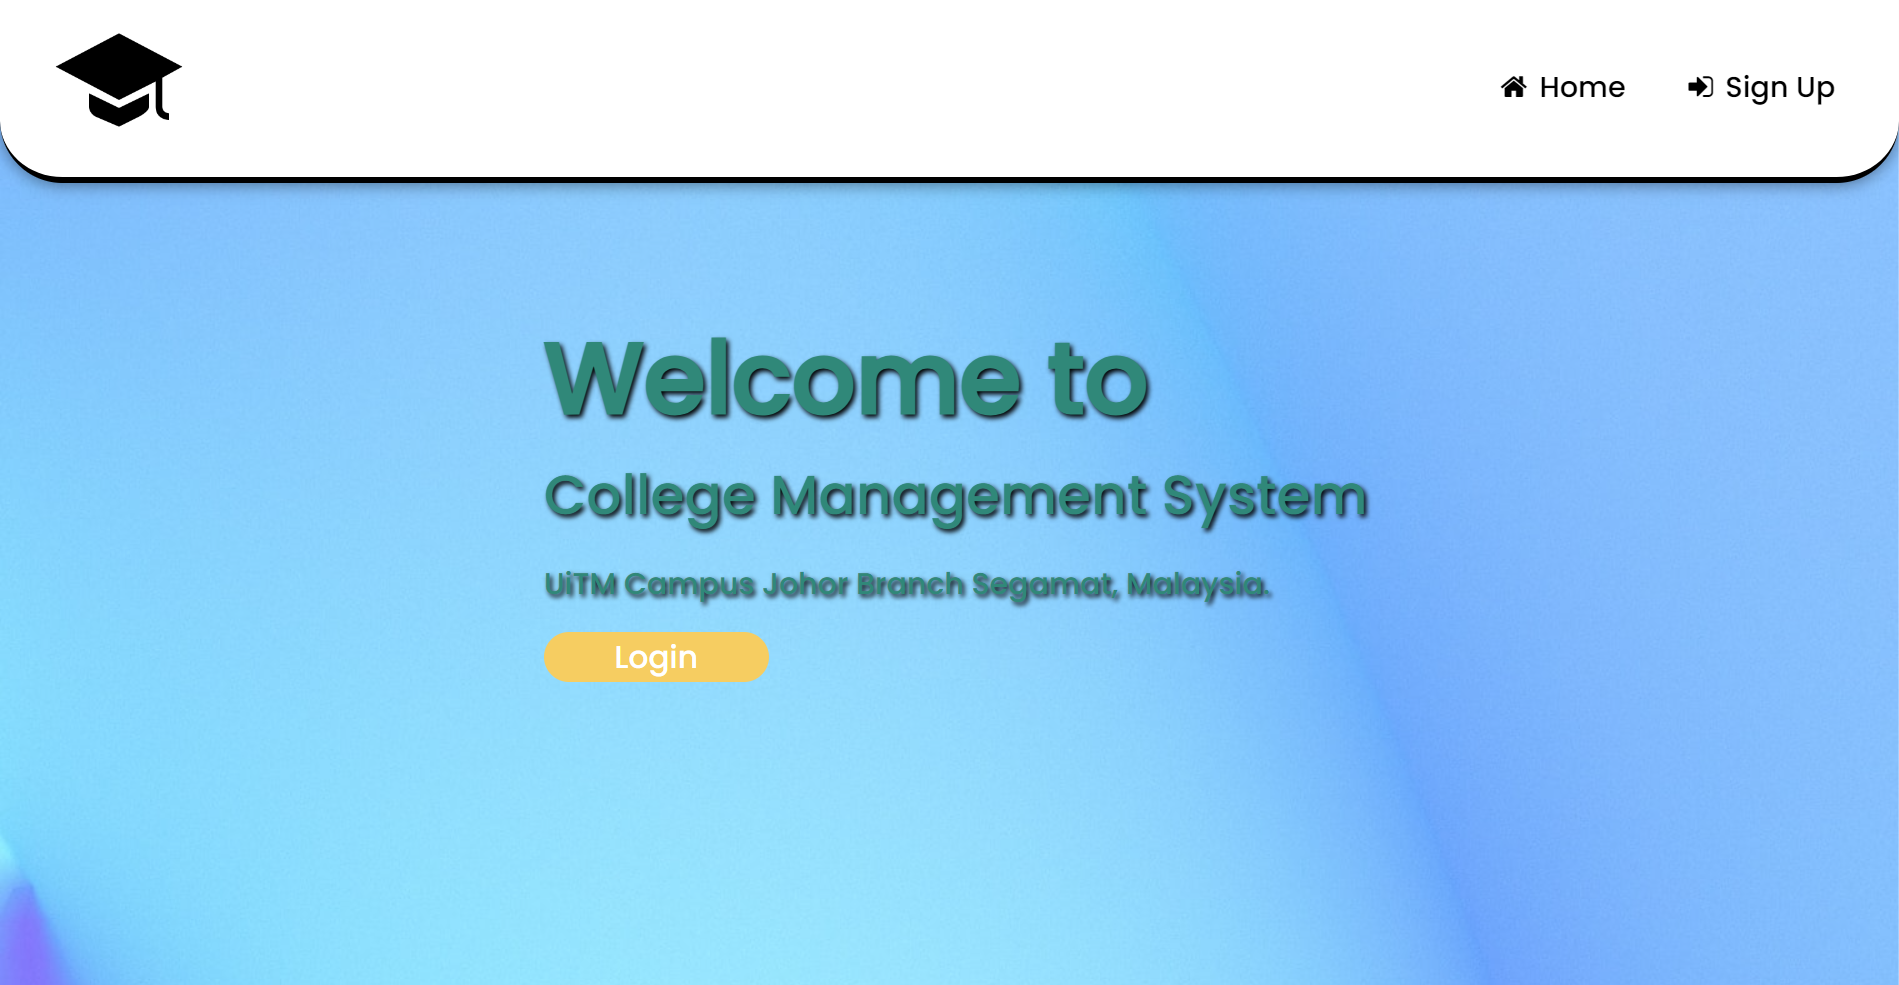 Home
Sign Up
Welcome to
College Management System
UiTM Campus Johor Branch Segamat, Malaysia.
Login